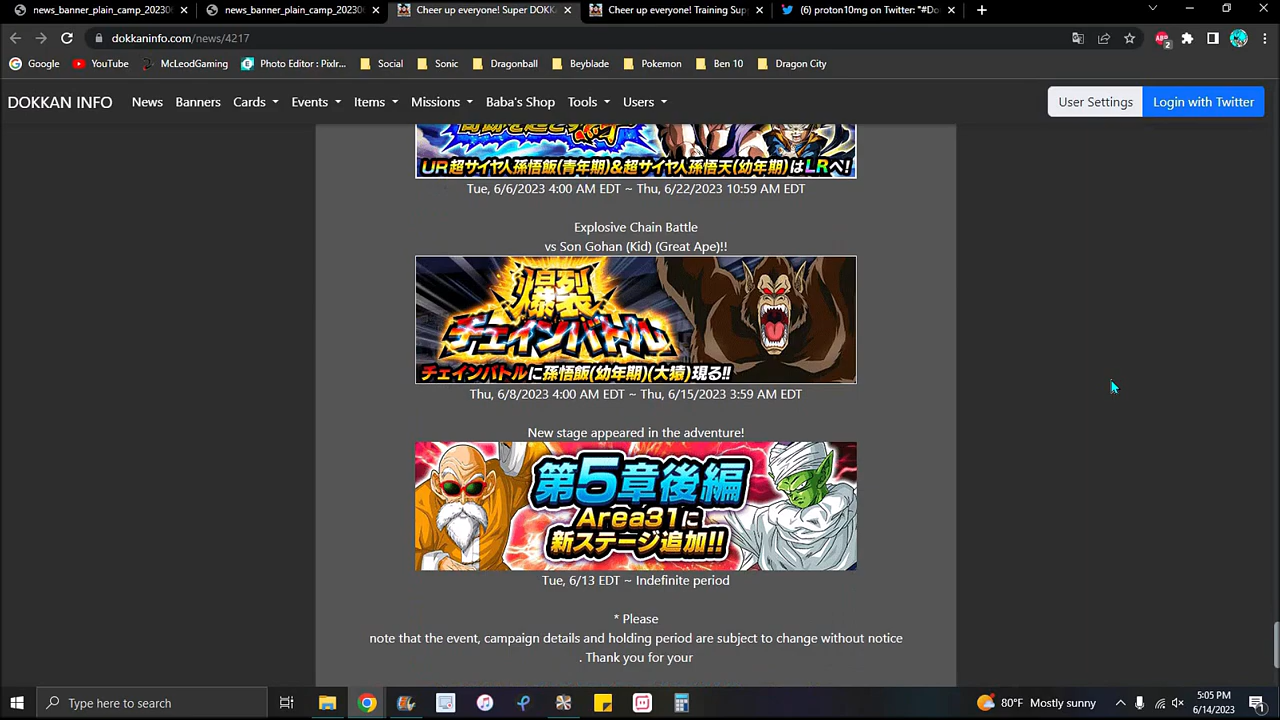 news_banner_plain_camp_202306
news_banner_plain_camp_202306
Cheer up everyone! Super DOKK
Cheer up everyone! Training Sup
(6) proton10mg on Twitter: "#Do
dokkaninfo.com/news/4217
Google
YouTube
McLeodGaming
Photo Editor : Pixlr...
Social
Sonic
Dragonball
Beyblade
Pokemon
Ben 10
Dragon City
DOKKAN INFO
News
Banners
Cards
Events
Items
Missions
Baba's Shop
Tools
Users
User Settings
Login with Twitter
UR超サイヤ人孫悟飯(青年期)&超サイヤ人孫悟天(幼年期)はLRへ!
Tue, 6/6/2023 4:00 AM EDT ~ Thu, 6/22/2023 10:59 AM EDT
Explosive Chain Battle
vs Son Gohan (Kid) (Great Ape)!!
爆裂
チェインバトル
チェインバトルに孫悟飯(幼年期)(大猿)現る!!
Thu, 6/8/2023 4:00 AM EDT ~ Thu, 6/15/2023 3:59 AM EDT
New stage appeared in the adventure!
第5章後編
Area31に
新ステージ追加!!
Tue, 6/13 EDT ~ Indefinite period
* Please
note that the event, campaign details and holding period are subject to change without notice
. Thank you for your
Type here to search
80°F Mostly sunny
5:05 PM
6/14/2023